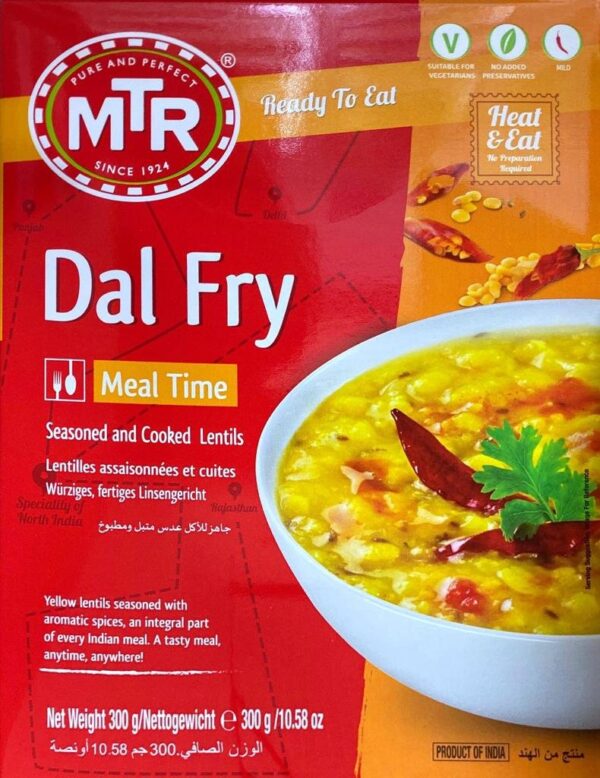 PURE AND PERFECT
MTR
®
SINCE 1924
Ready To Eat
V
SUITABLE FOR
VEGETARIANS
NO ADDED
PRESERVATIVES
MILD
Heat
& Eat
No Preparation
Required
Punjab
Delhi
Dal Fry
Meal Time
Seasoned and Cooked Lentils
Lentilles assaisonnées et cuites
Würziges, fertiges Linsengericht
Speciality of
North India
Rajasthan
جاهز للأكل عدس متبل ومطبوخ
Yellow lentils seasoned with
aromatic spices, an integral part
of every Indian meal. A tasty meal,
anytime, anywhere!
Net Weight 300 g/Nettogewicht ℮ 300 g /10.58 oz
الوزن الصافي.300 جم 10.58 أونصة
PRODUCT OF INDIA
منتج من الهند